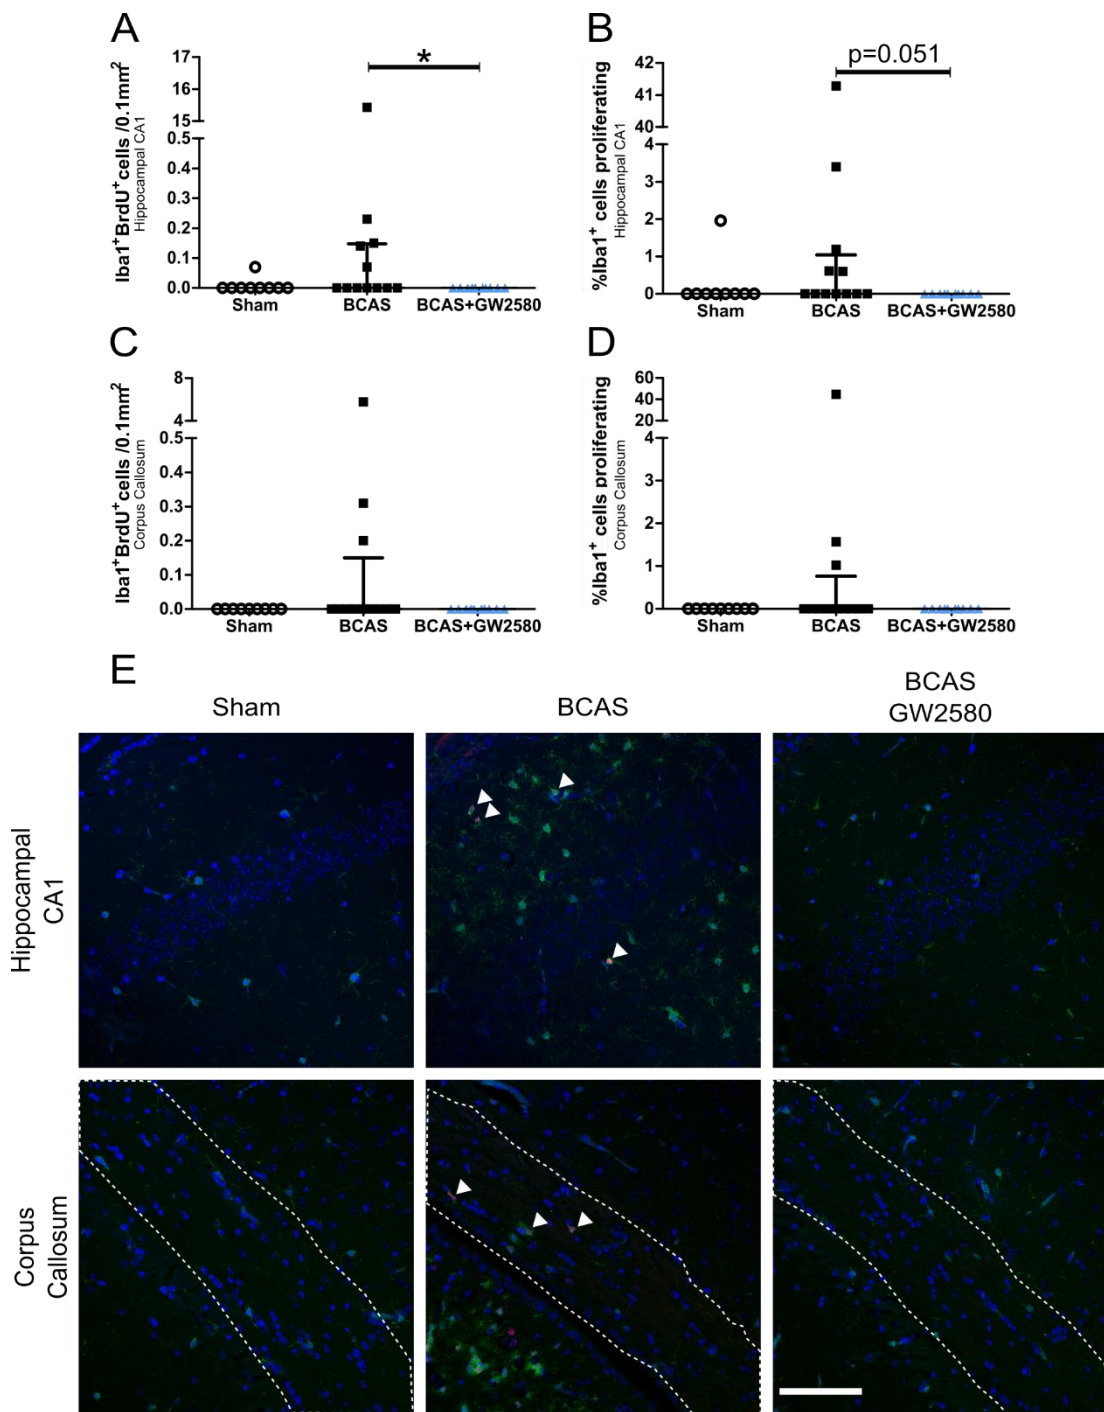 A
B
Iba1+BrdU+cells /0.1mm2
Hippocampal CA1
17
16
15
0.5
0.4
0.3
0.2
0.1
0.0
*
Sham BCAS BCAS+GW2580
%Iba1+ cells proliferating
Hippocampal CA1
42
41
40
4
3
2
1
0
p=0.051
Sham BCAS BCAS+GW2580
C
D
Iba1+BrdU+cells /0.1mm2
Corpus Callosum
8
4
0.5
0.4
0.3
0.2
0.1
0.0
Sham BCAS BCAS+GW2580
%Iba1+ cells proliferating
Corpus Callosum
60
40
20
4
3
2
1
0
Sham BCAS BCAS+GW2580
E
Sham
BCAS
BCAS
GW2580
Hippocampal
CA1
Corpus
Callosum